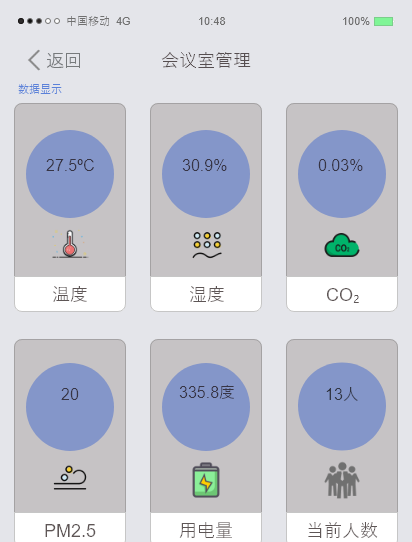 中国移动 4G 10:48 100%
返回 会议室管理
数据显示
27.5ºC 30.9% 0.03%
CO₂
温度 湿度 CO₂
20 335.8度 13人
PM2.5 用电量 当前人数